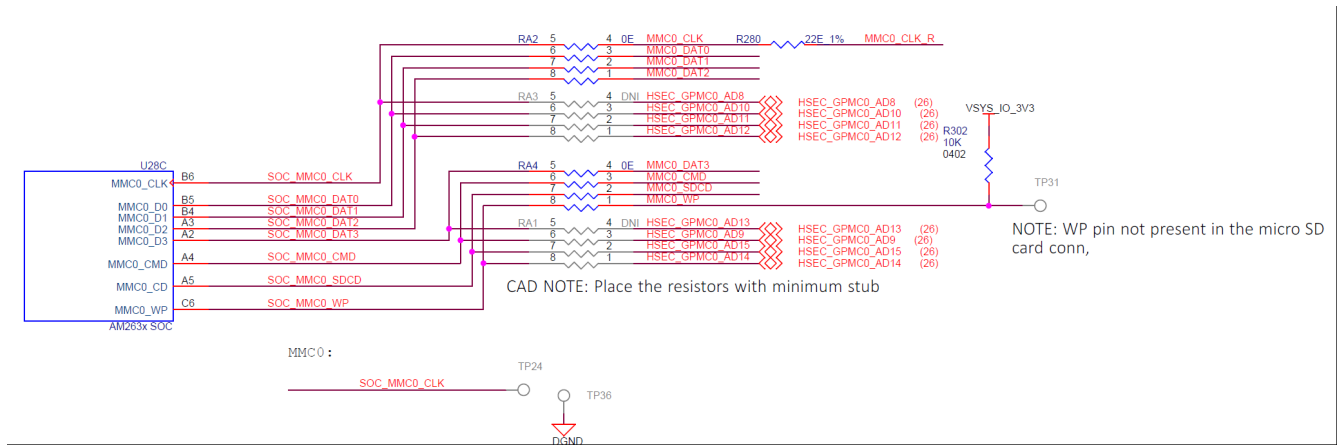 RA2 5 4 0E MMC0_CLK R280 22E 1% MMC0_CLK_R
6 3 MMC0_DAT0
7 2 MMC0_DAT1
8 1 MMC0_DAT2
RA3 5 4 DNI HSEC_GPMC0_AD8 HSEC_GPMC0_AD8 (26)
6 3 HSEC_GPMC0_AD10 HSEC_GPMC0_AD10 (26)
7 2 HSEC_GPMC0_AD11 HSEC_GPMC0_AD11 (26)
8 1 HSEC_GPMC0_AD12 HSEC_GPMC0_AD12 (26)
VSYS_IO_3V3
R302
10K
0402
U28C
RA4 5 4 0E MMC0_DAT3
6 3 MMC0_CMD
7 2 MMC0_SDCD
8 1 MMC0_WP
TP31
NOTE: WP pin not present in the micro SD
card conn,
RA1 5 4 DNI HSEC_GPMC0_AD13 HSEC_GPMC0_AD13 (26)
6 3 HSEC_GPMC0_AD9 HSEC_GPMC0_AD9 (26)
7 2 HSEC_GPMC0_AD15 HSEC_GPMC0_AD15 (26)
8 1 HSEC_GPMC0_AD14 HSEC_GPMC0_AD14 (26)
MMC0_CLK B6 SOC_MMC0_CLK
MMC0_D0 B5 SOC_MMC0_DAT0
MMC0_D1 B4 SOC_MMC0_DAT1
MMC0_D2 A3 SOC_MMC0_DAT2
MMC0_D3 A2 SOC_MMC0_DAT3
MMC0_CMD A4 SOC_MMC0_CMD
MMC0_CD A5 SOC_MMC0_SDCD
MMC0_WP C6 SOC_MMC0_WP
AM263x SOC
CAD NOTE: Place the resistors with minimum stub
MMC0:
SOC_MMC0_CLK TP24
TP36
DGND